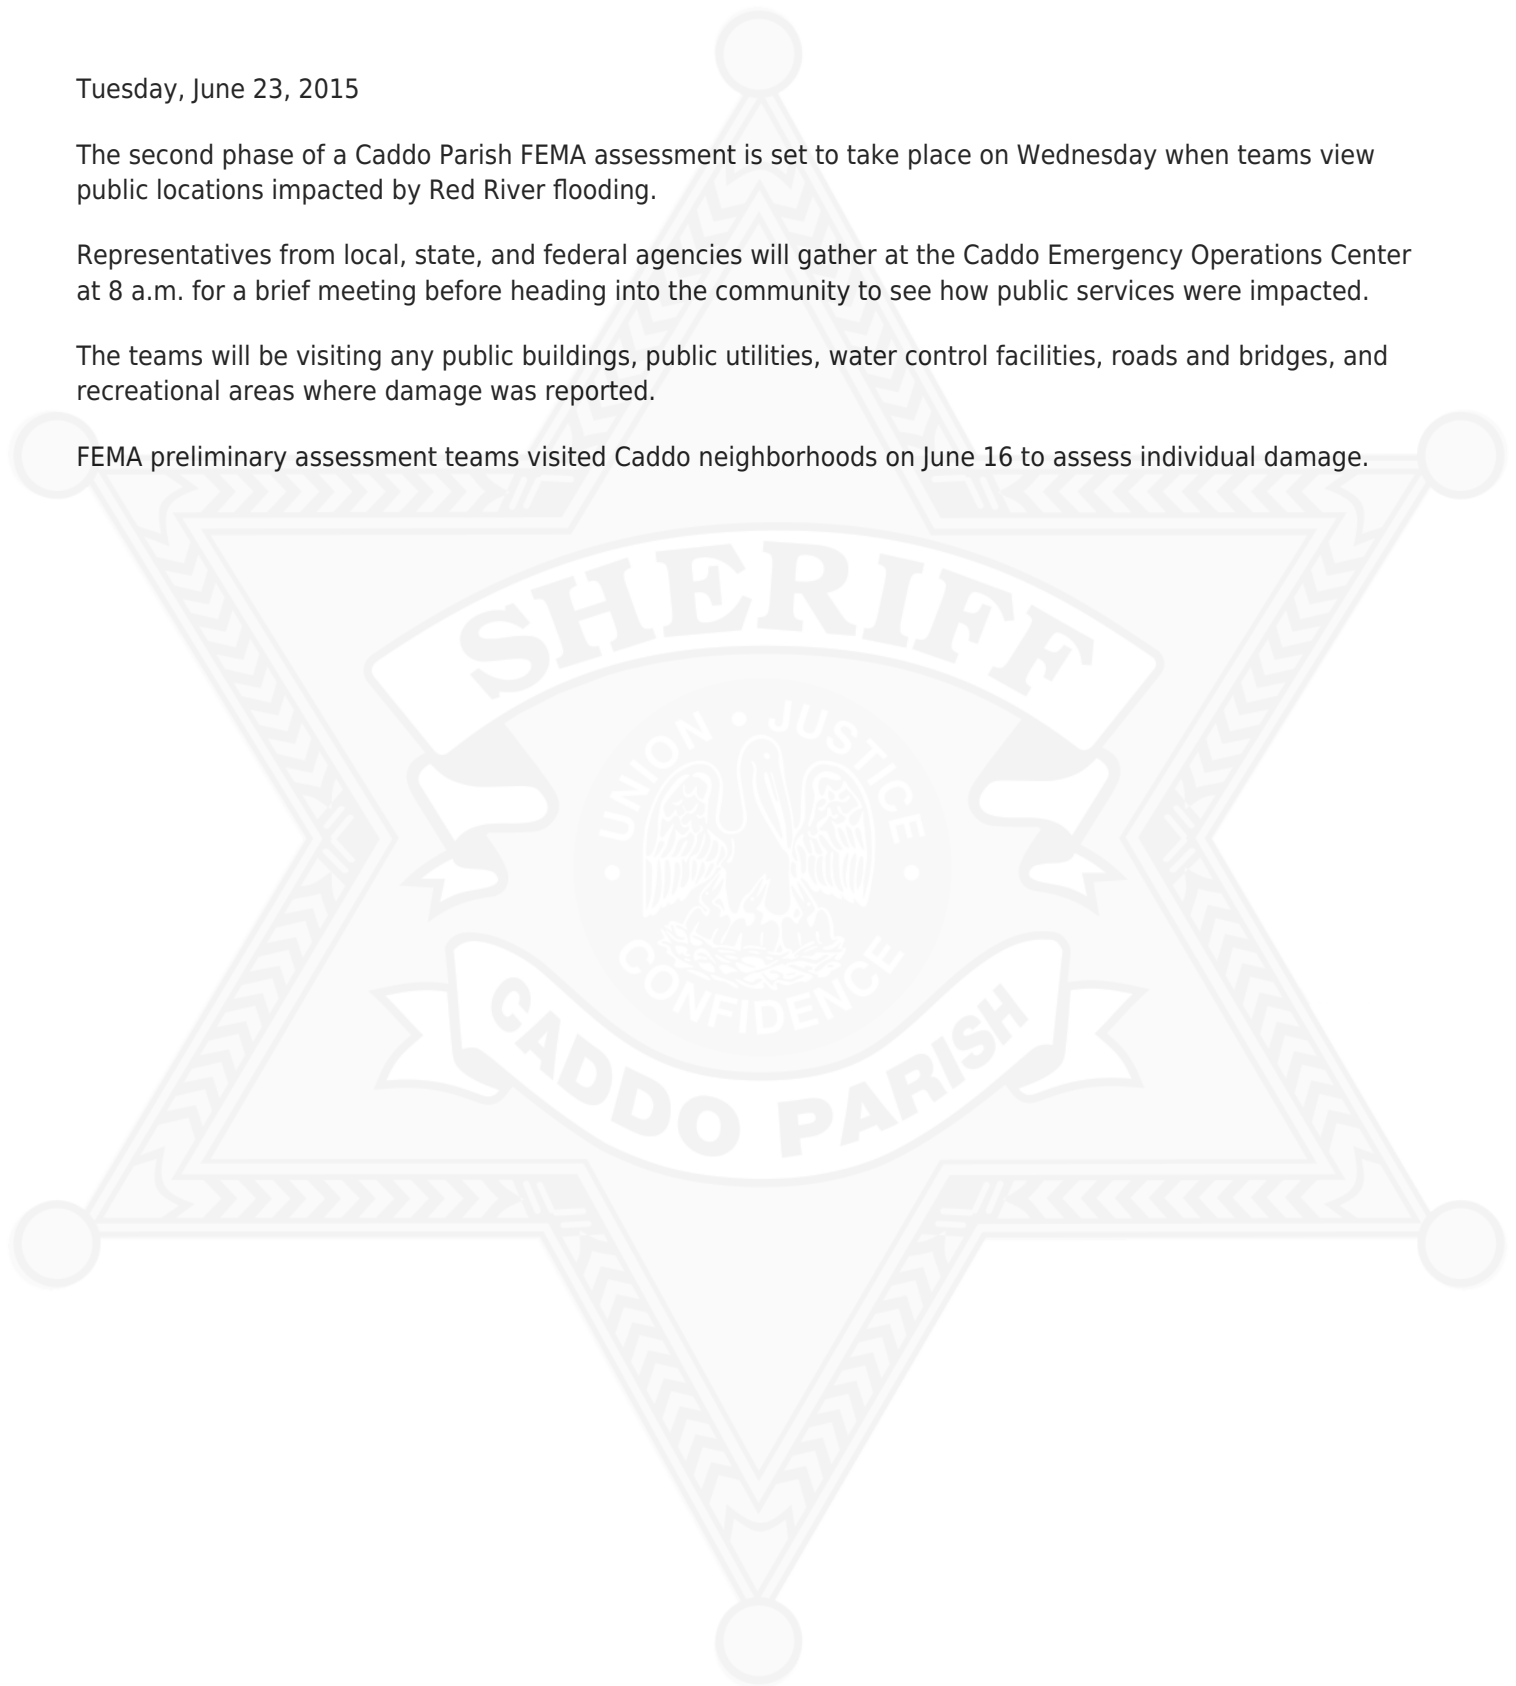 Tuesday, June 23, 2015
The second phase of a Caddo Parish FEMA assessment is set to take place on Wednesday when teams view
public locations impacted by Red River flooding.
Representatives from local, state, and federal agencies will gather at the Caddo Emergency Operations Center
at 8 a.m. for a brief meeting before heading into the community to see how public services were impacted.
The teams will be visiting any public buildings, public utilities, water control facilities, roads and bridges, and
recreational areas where damage was reported.
FEMA preliminary assessment teams visited Caddo neighborhoods on June 16 to assess individual damage.
SHERIFF
UNION • JUSTICE
• CONFIDENCE •
CADDO PARISH